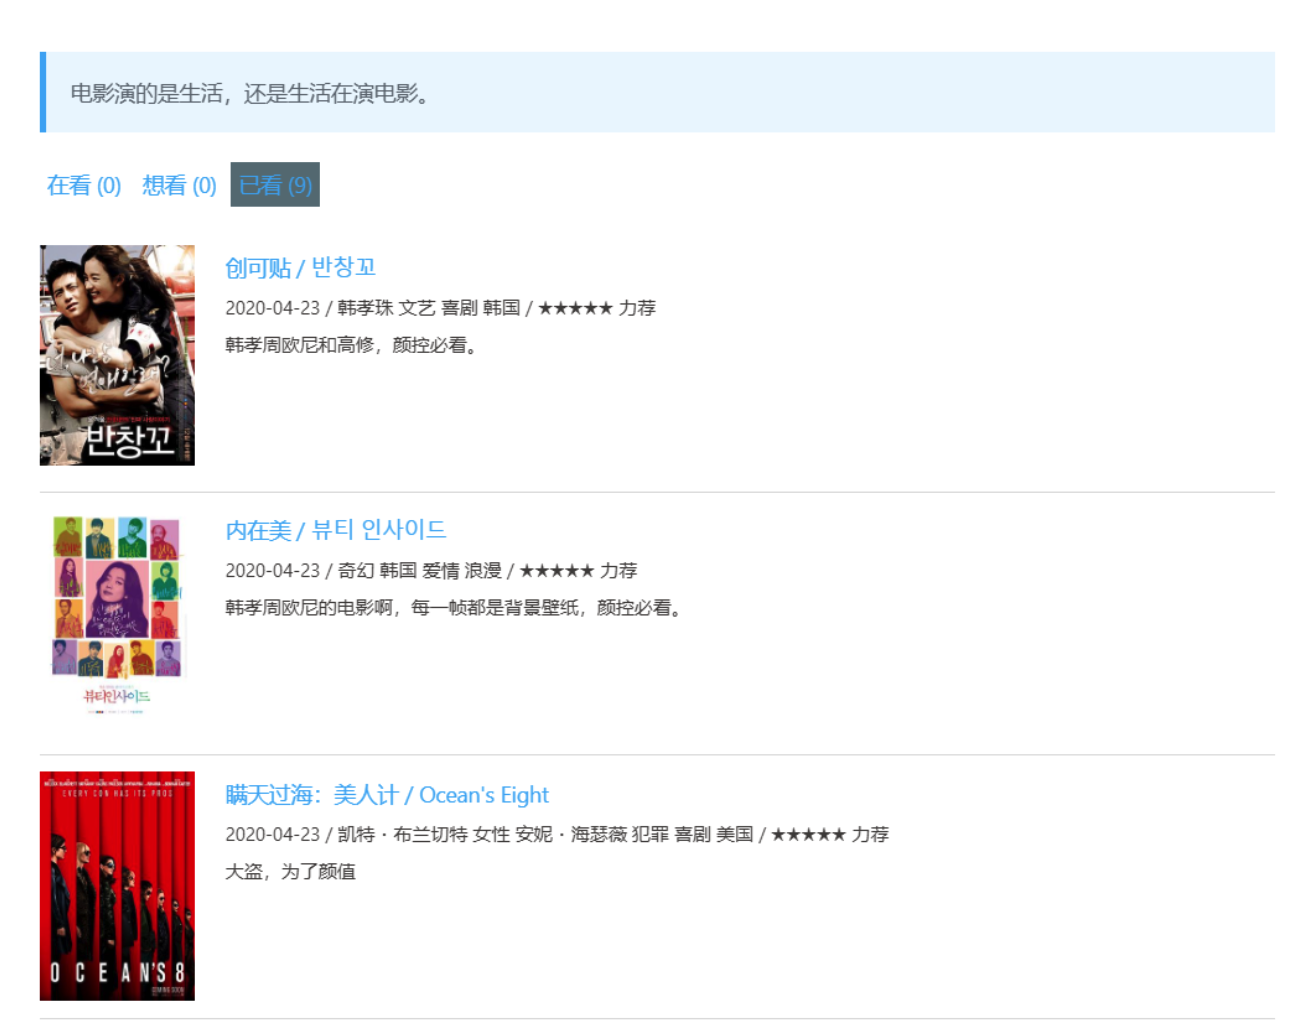 电影演的是生活，还是生活在演电影。
在看 (0) 想看 (0) 已看 (9)
创可贴 / 반창꼬
2020-04-23 / 韩孝珠 文艺 喜剧 韩国 / ★★★★★ 力荐
韩孝周欧尼和高修，颜控必看。
반창꼬
内在美 / 뷰티 인사이드
2020-04-23 / 奇幻 韩国 爱情 浪漫 / ★★★★★ 力荐
韩孝周欧尼的电影啊，每一帧都是背景壁纸，颜控必看。
뷰티인사이드
瞒天过海：美人计 / Ocean's Eight
2020-04-23 / 凯特・布兰切特 女性 安妮・海瑟薇 犯罪 喜剧 美国 / ★★★★★ 力荐
大盗，为了颜值
EVERY CON HAS ITS PROS
OCEAN'S 8
COMING SOON